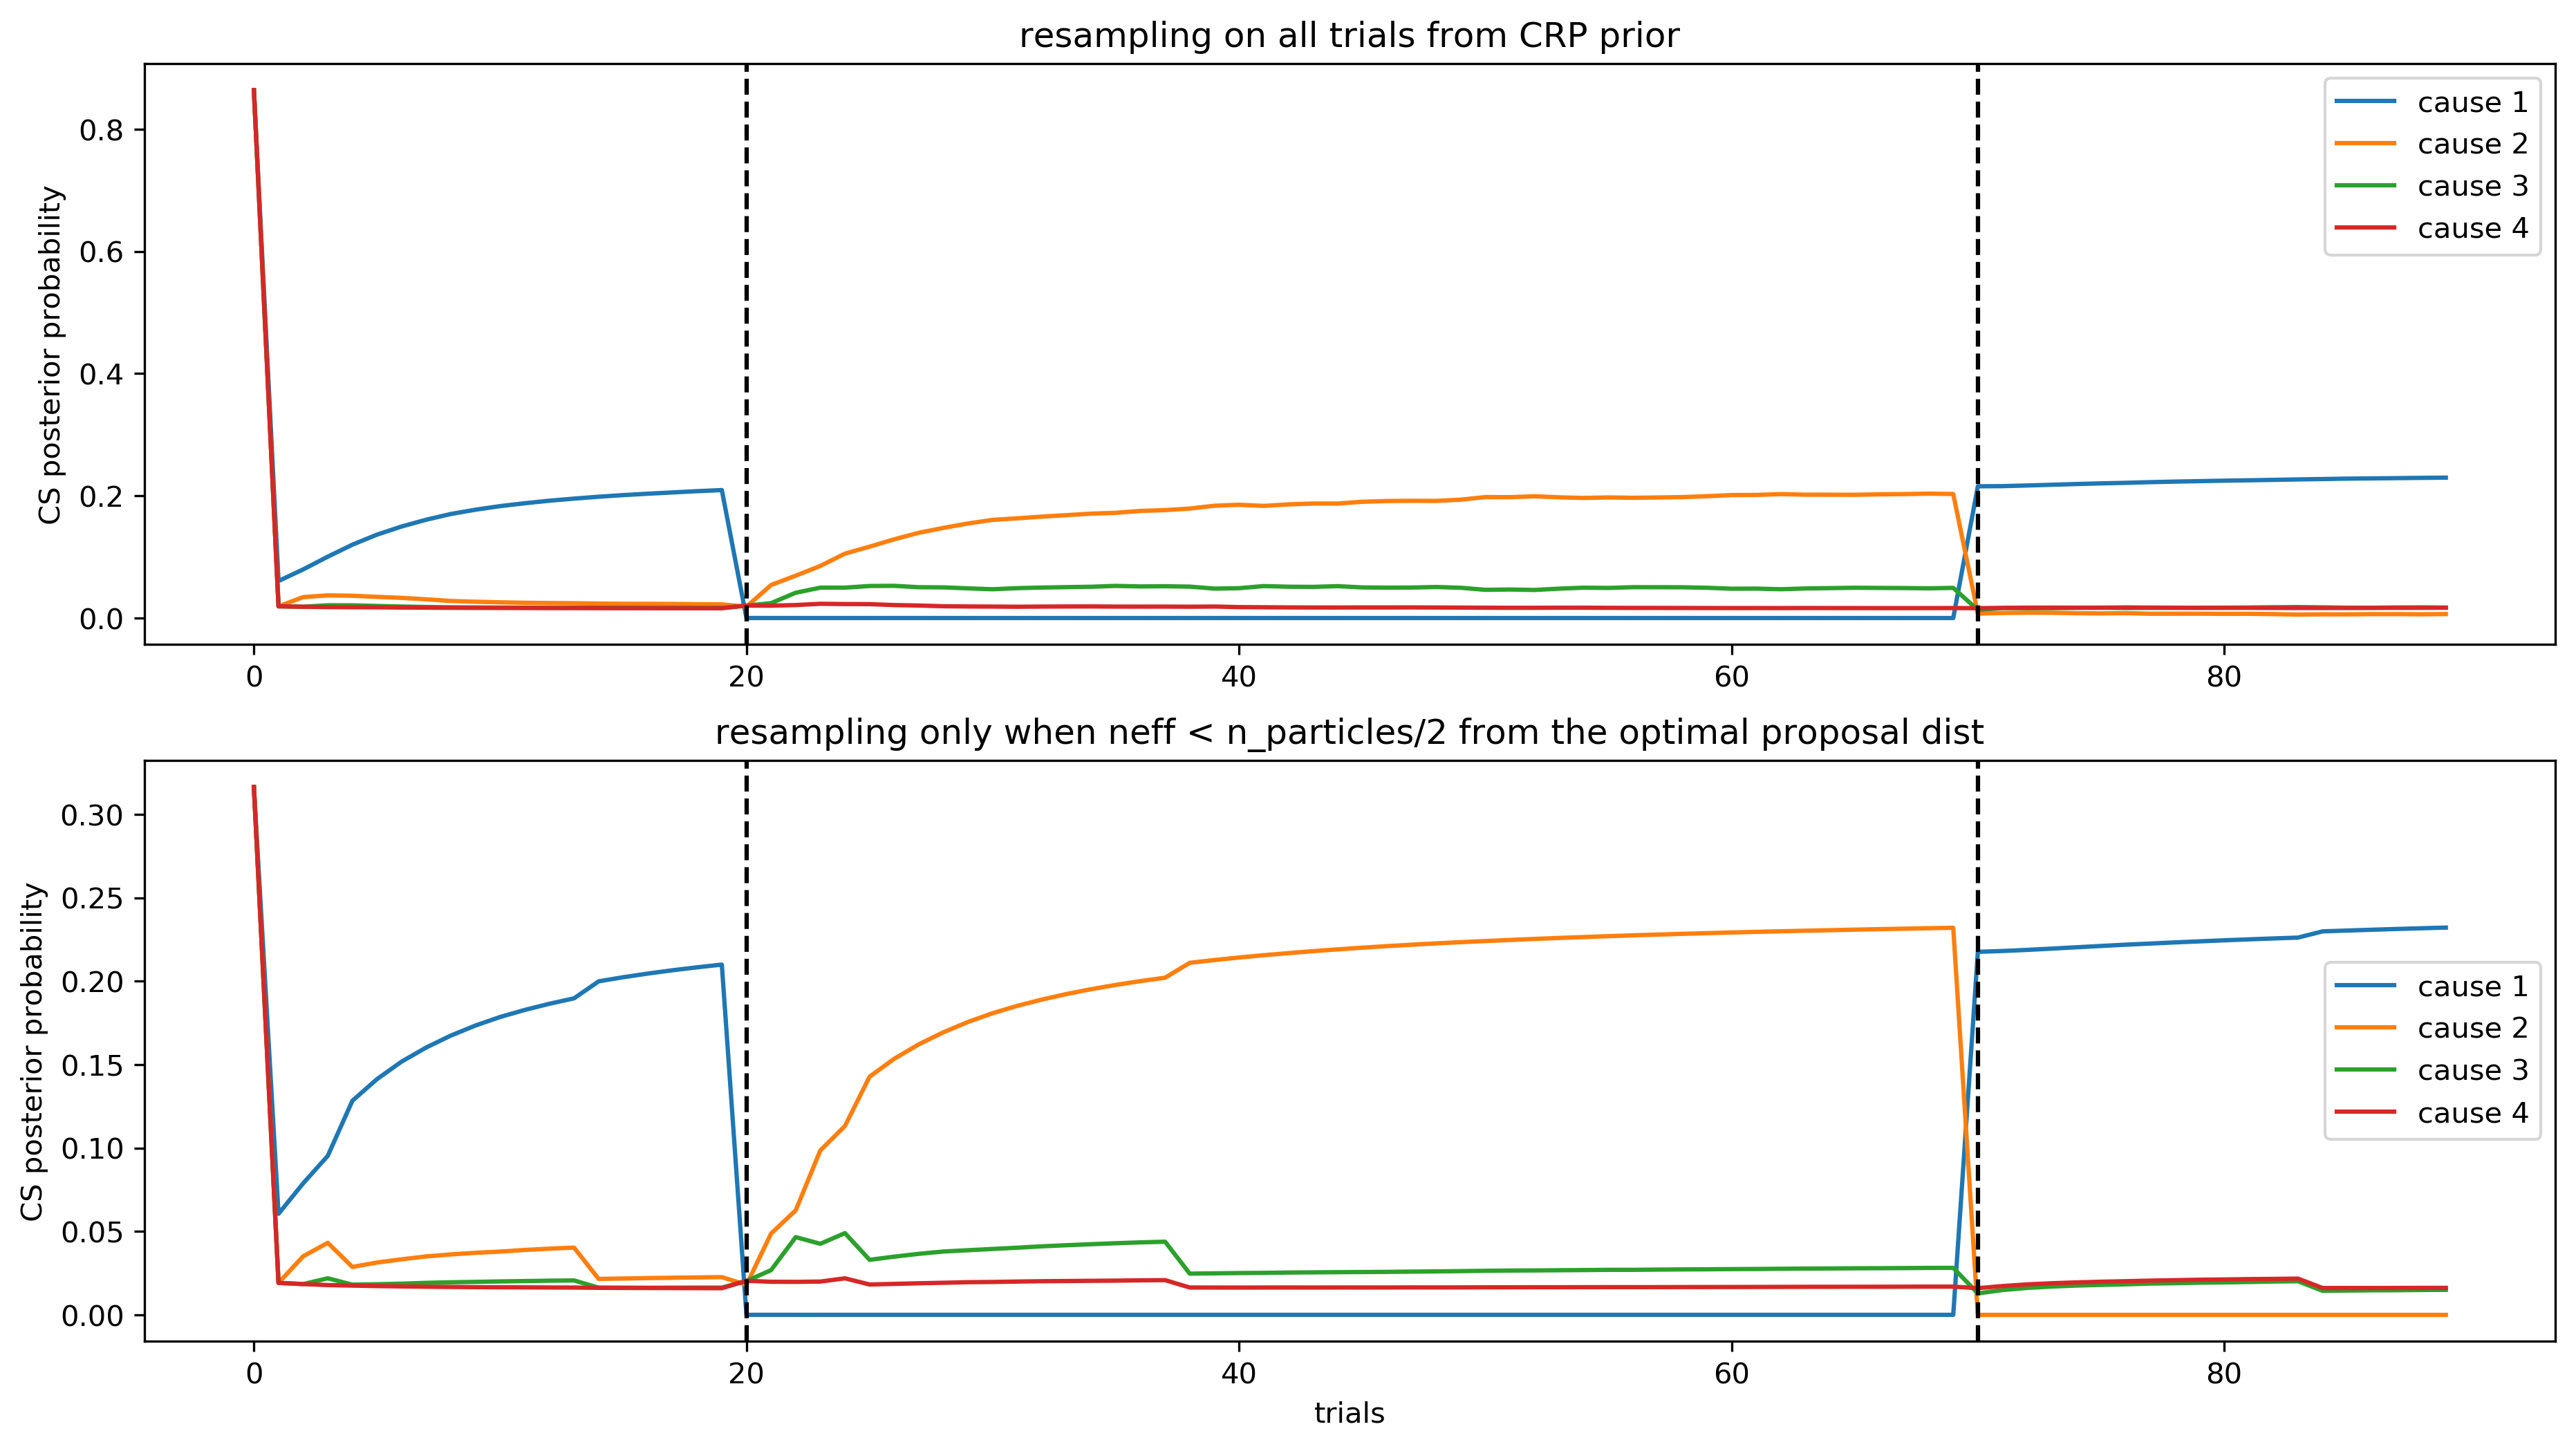 resampling on all trials from CRP prior
CS posterior probability
0.8
0.6
0.4
0.2
0.0
0
20
40
60
80
cause 1
cause 2
cause 3
cause 4
resampling only when neff < n_particles/2 from the optimal proposal dist
CS posterior probability
0.30
0.25
0.20
0.15
0.10
0.05
0.00
0
20
40
60
80
cause 1
cause 2
cause 3
cause 4
trials